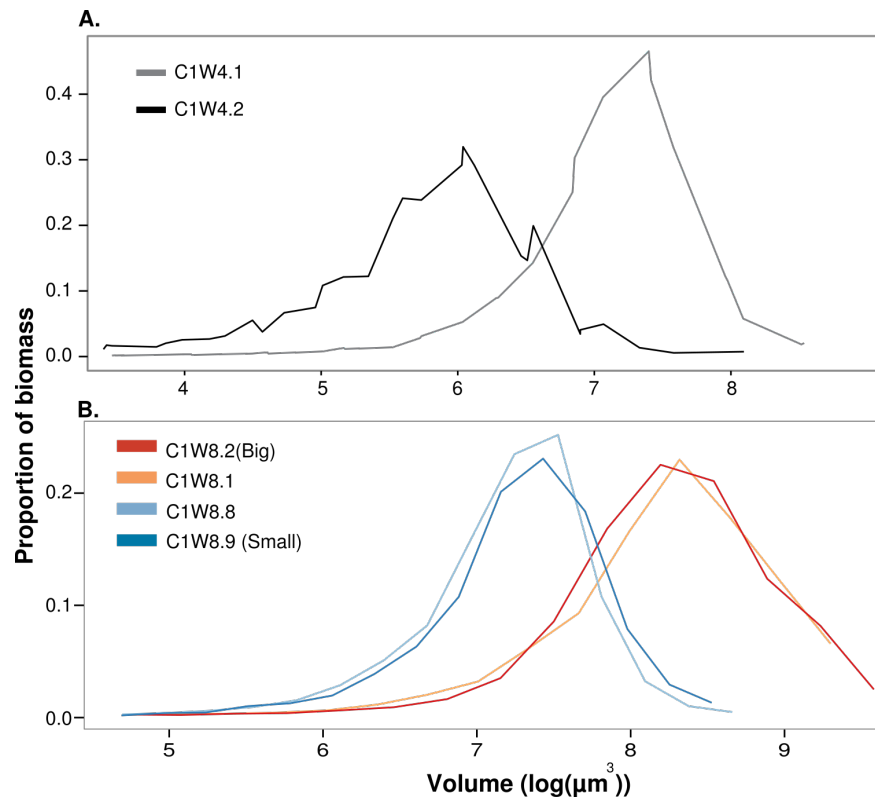 A.
C1W4.1
C1W4.2
0.4
0.3
0.2
0.1
0.0
4 5 6 7 8
Proportion of biomass
B.
C1W8.2(Big)
C1W8.1
C1W8.8
C1W8.9 (Small)
0.2
0.1
0.0
5 6 7 8 9
Volume (log(µm³))